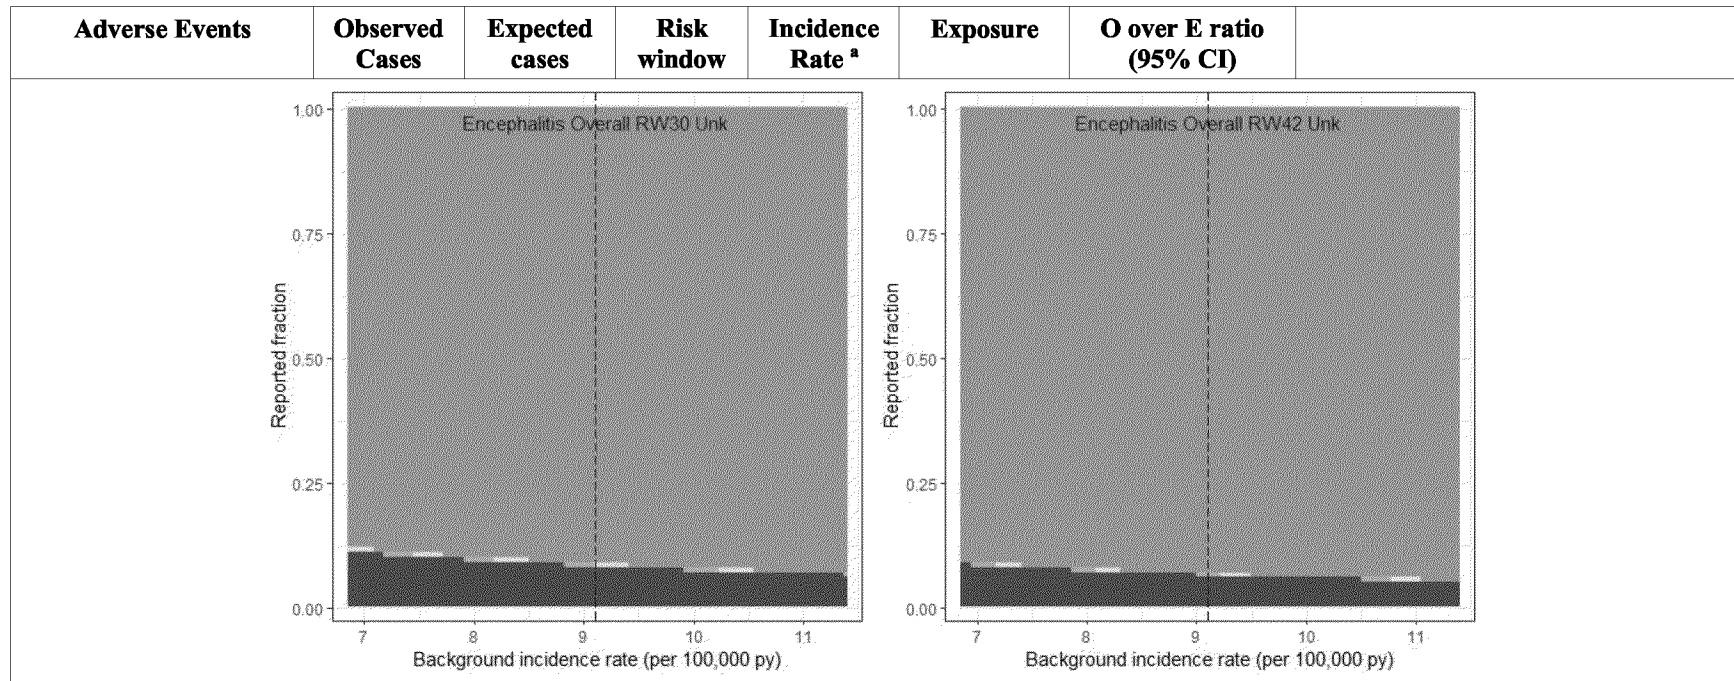 Adverse Events Observed Expected Risk Incidence Exposure O over E ratio
Cases cases window Rate a (95% CI)
Encephalitis Overall RW30 Unk
Reported fraction
1.00
0.75
0.50
0.25
0.00
7 8 9 10 11
Background incidence rate (per 100,000 py)
Encephalitis Overall RW42 Unk
Reported fraction
1.00
0.75
0.50
0.25
0.00
7 8 9 10 11
Background incidence rate (per 100,000 py)